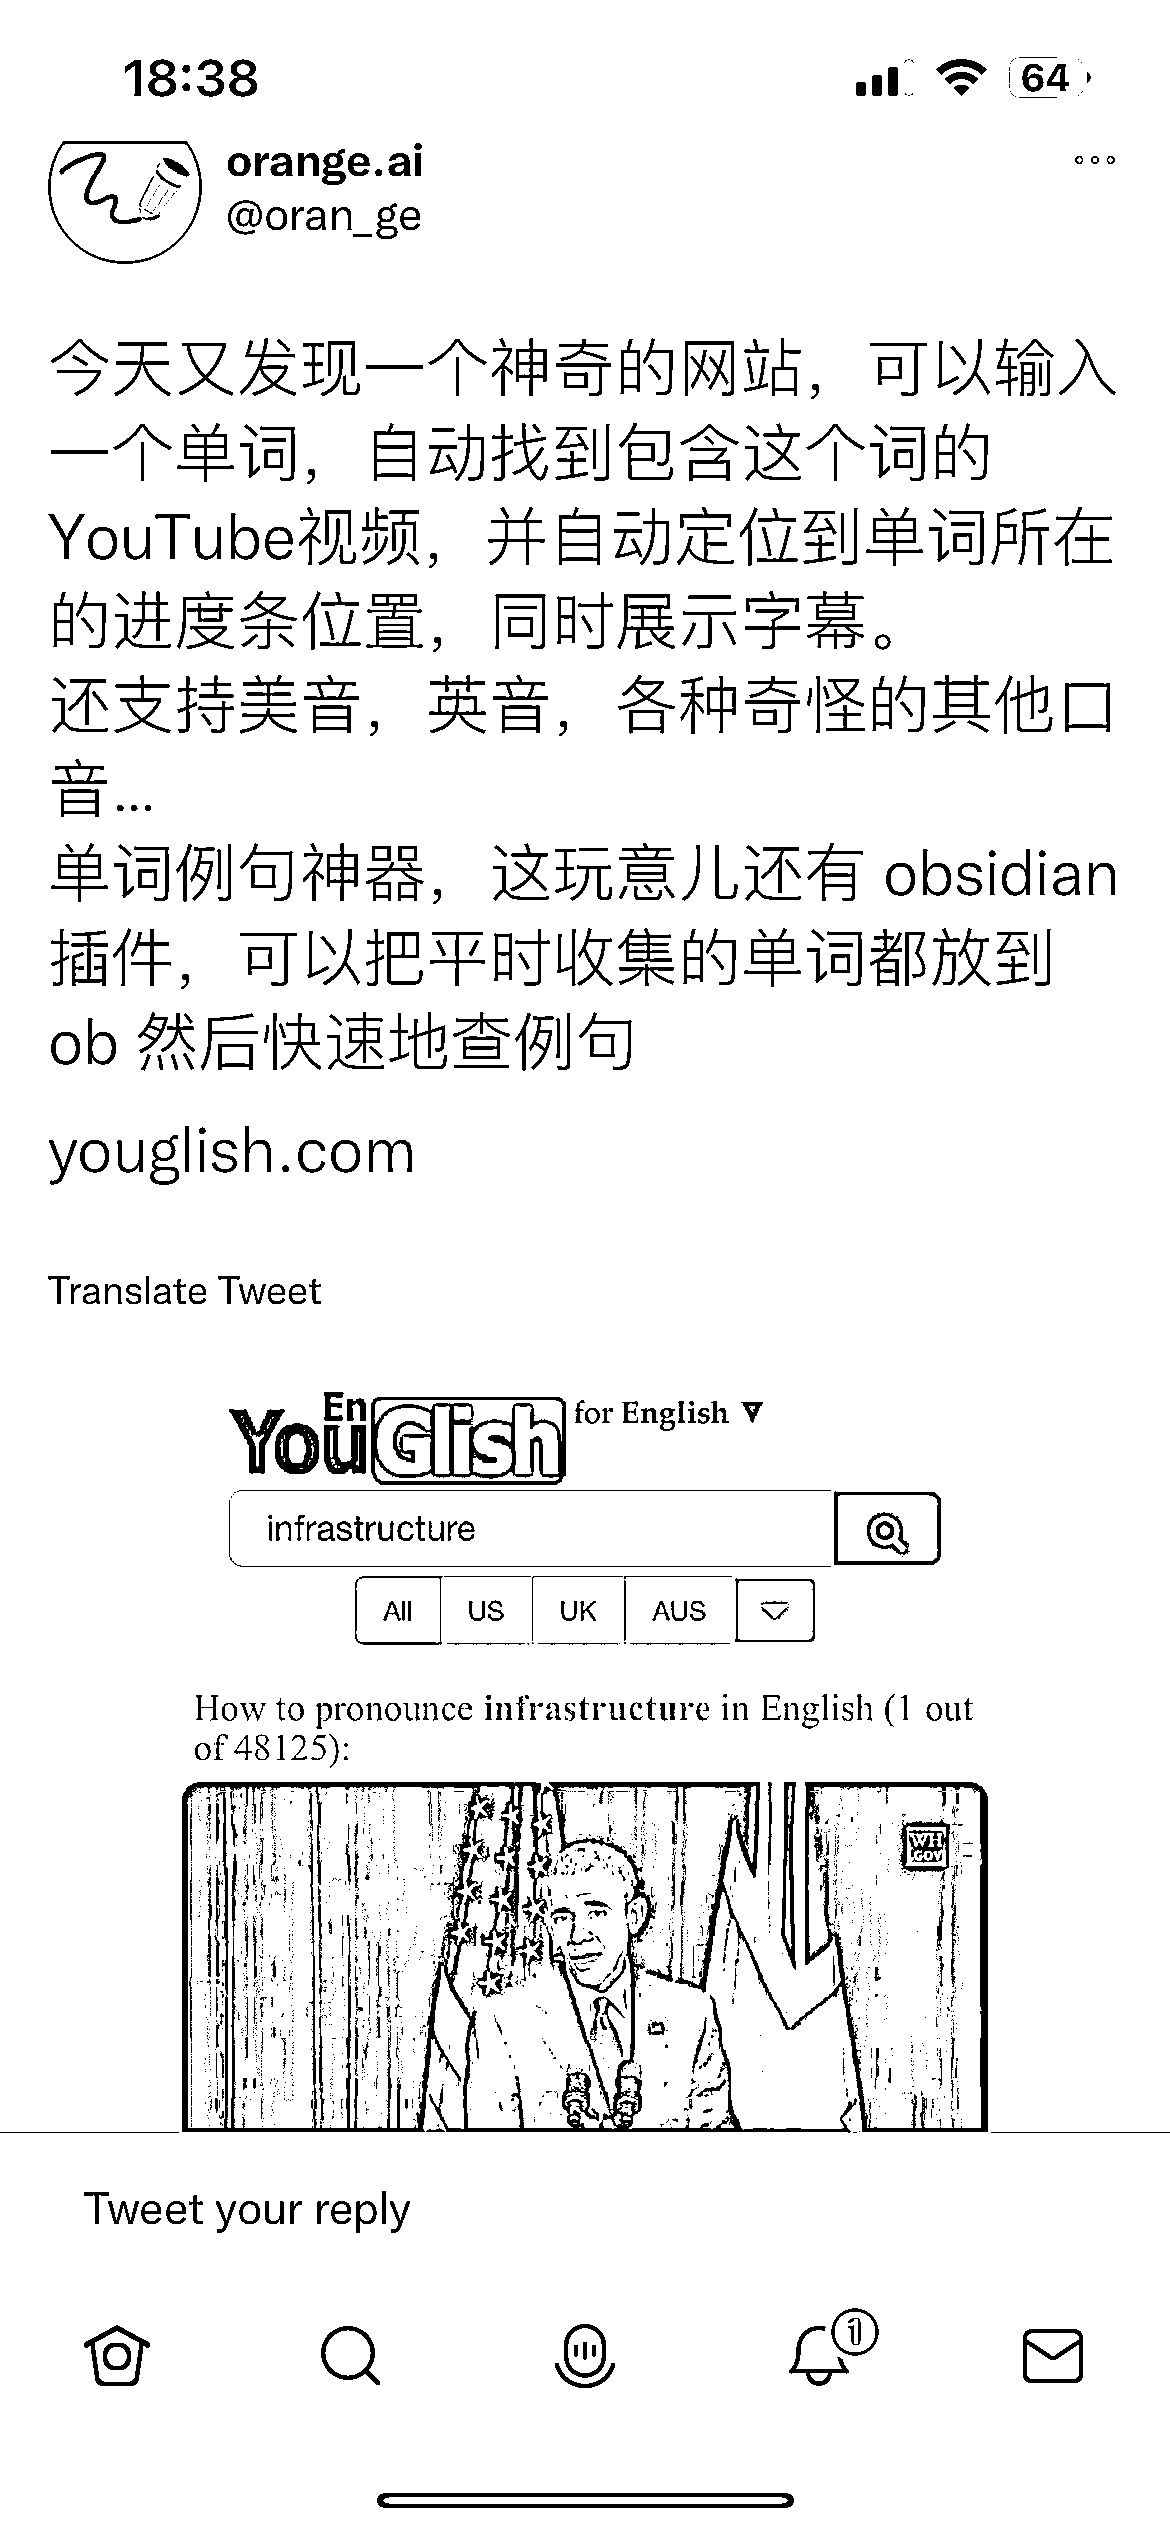 18:38
64
orange.ai
@oran_ge
今天又发现一个神奇的网站，可以输入
一个单词，自动找到包含这个词的
YouTube视频，并自动定位到单词所在
的进度条位置，同时展示字幕。
还支持美音，英音，各种奇怪的其他口
音...
单词例句神器，这玩意儿还有 obsidian
插件，可以把平时收集的单词都放到
ob 然后快速地查例句
youglish.com
Translate Tweet
YouEnGlish for English
infrastructure
All US UK AUS
How to pronounce infrastructure in English (1 out
of 48125):
WH
.GOV
Tweet your reply
1